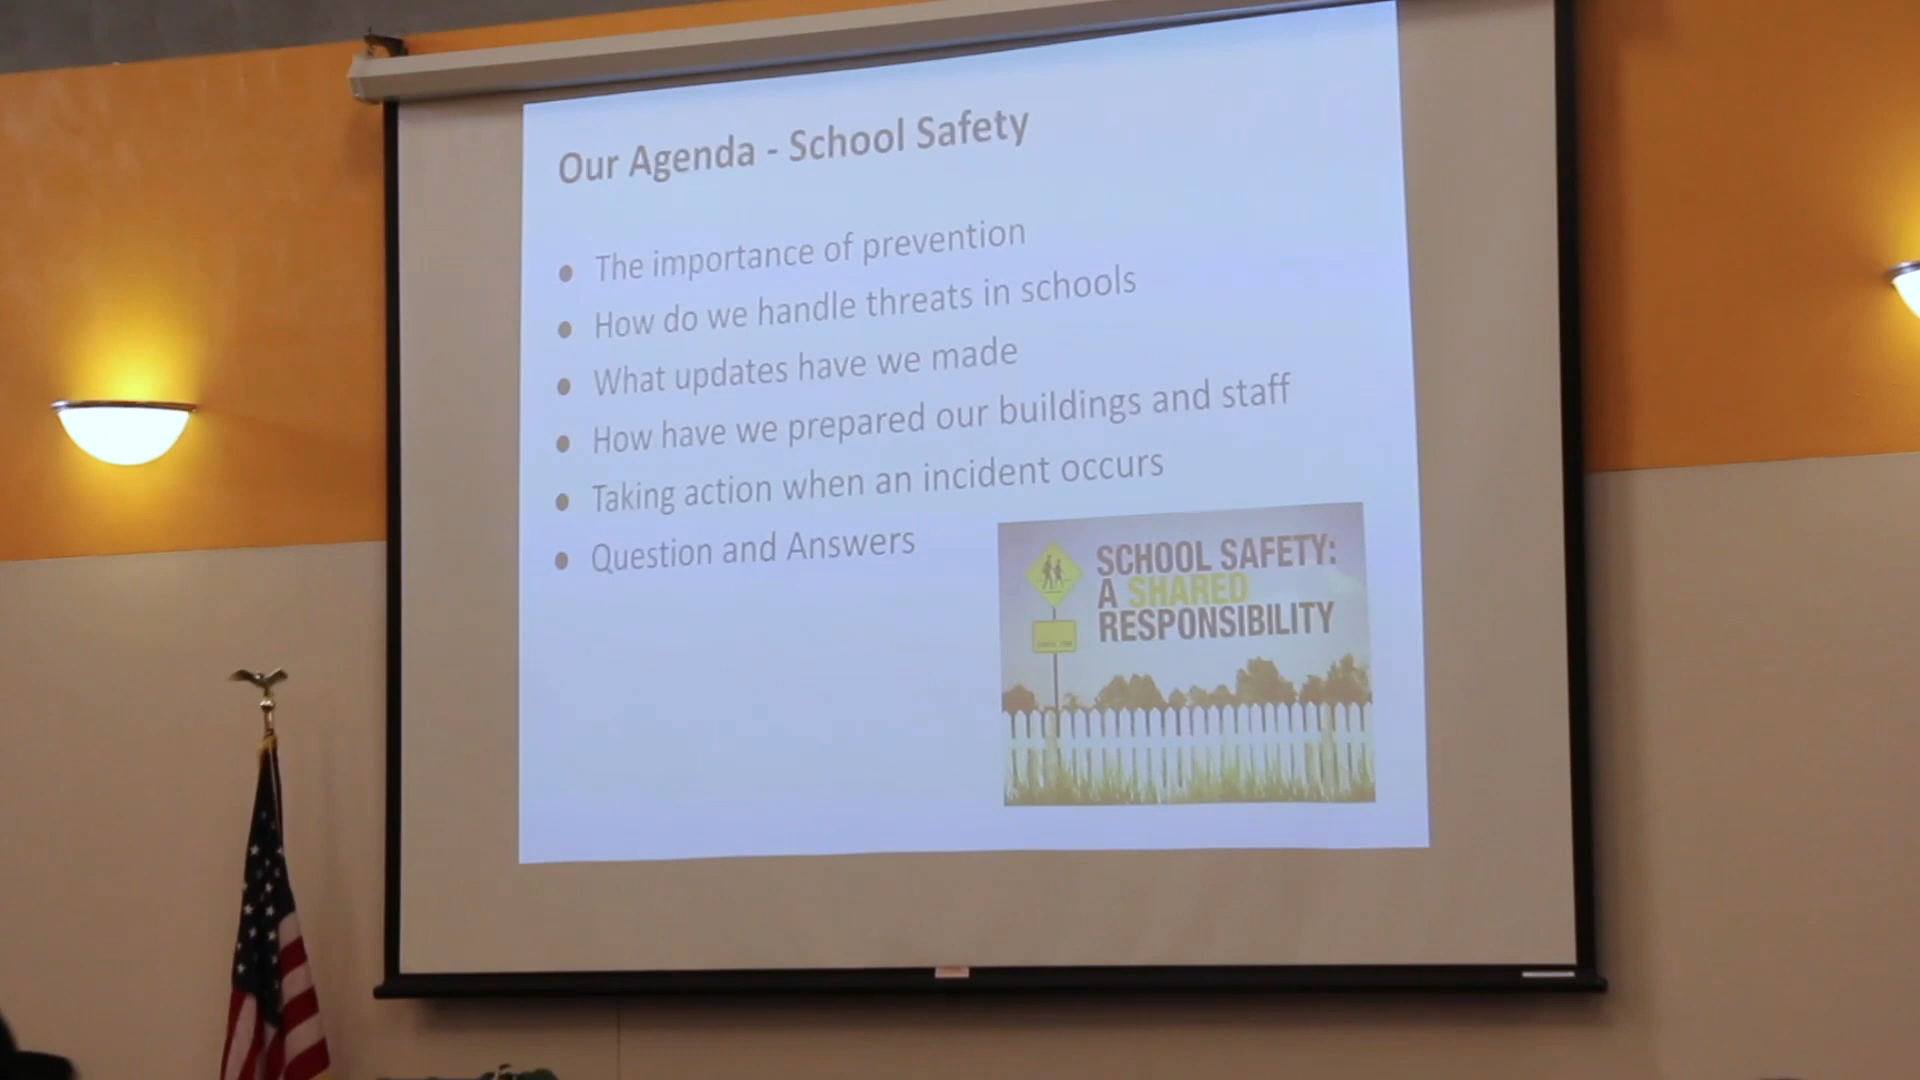 Our Agenda - School Safety
● The importance of prevention
● How do we handle threats in schools
● What updates have we made
● How have we prepared our buildings and staff
● Taking action when an incident occurs
● Question and Answers
SCHOOL SAFETY:
A SHARED
RESPONSIBILITY